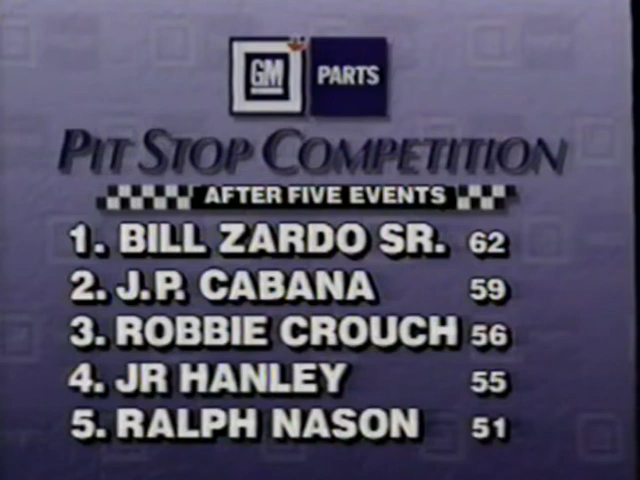 GM PARTS
PIT STOP COMPETITION
AFTER FIVE EVENTS
1. BILL ZARDO SR. 62
2. J.P. CABANA 59
3. ROBBIE CROUCH 56
4. JR HANLEY 55
5. RALPH NASON 51